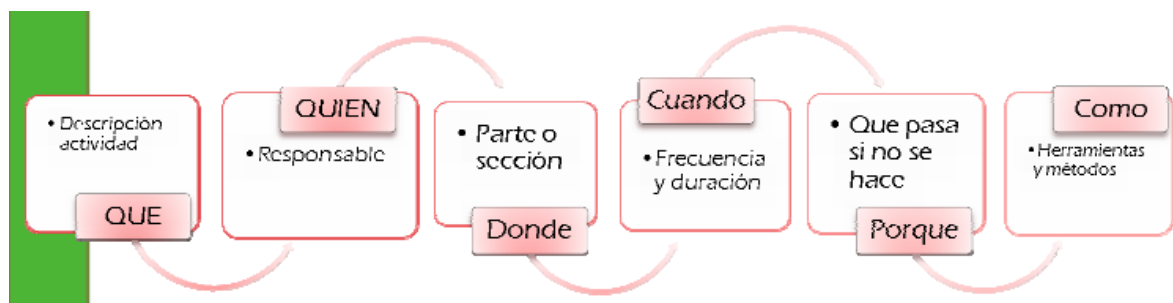 • Descripción
actividad
QUE
QUIEN
• Responsable
• Parte o
sección
Donde
Cuando
• Frecuencia
y duración
• Que pasa
si no se
hace
Porque
Como
• Herramientas
y métodos